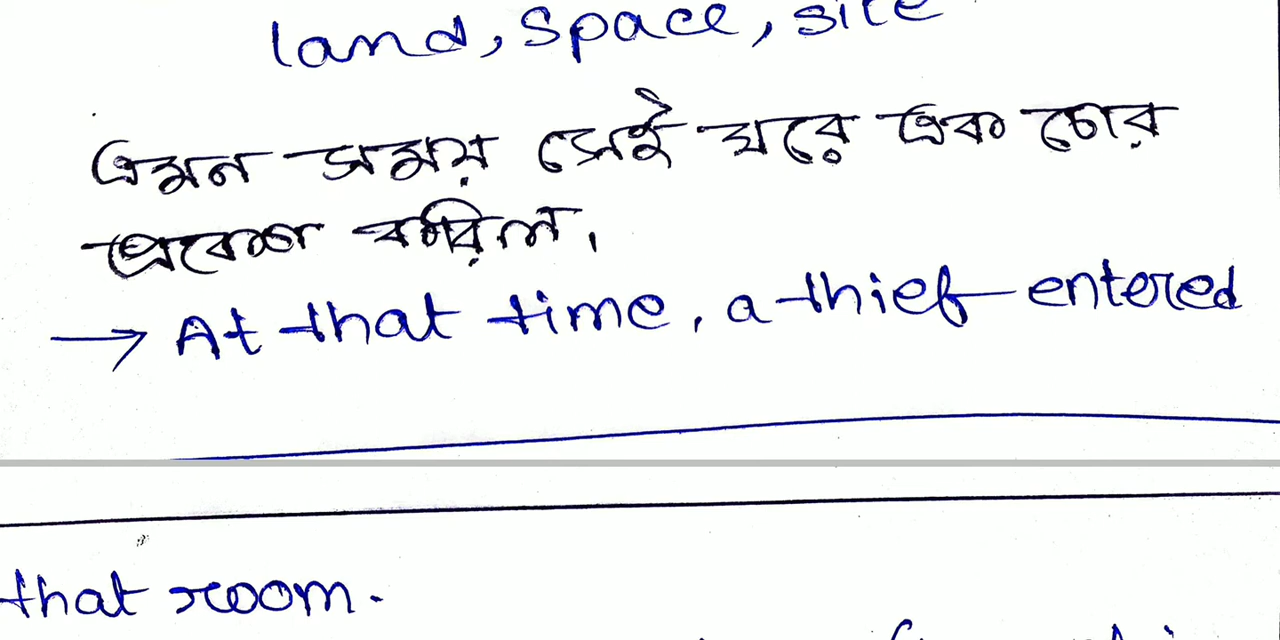 land, space, site
এমন সময় সেই ঘরে এক চোর
প্রবেশ করিল।
→ At that time, a thief entered
that room.